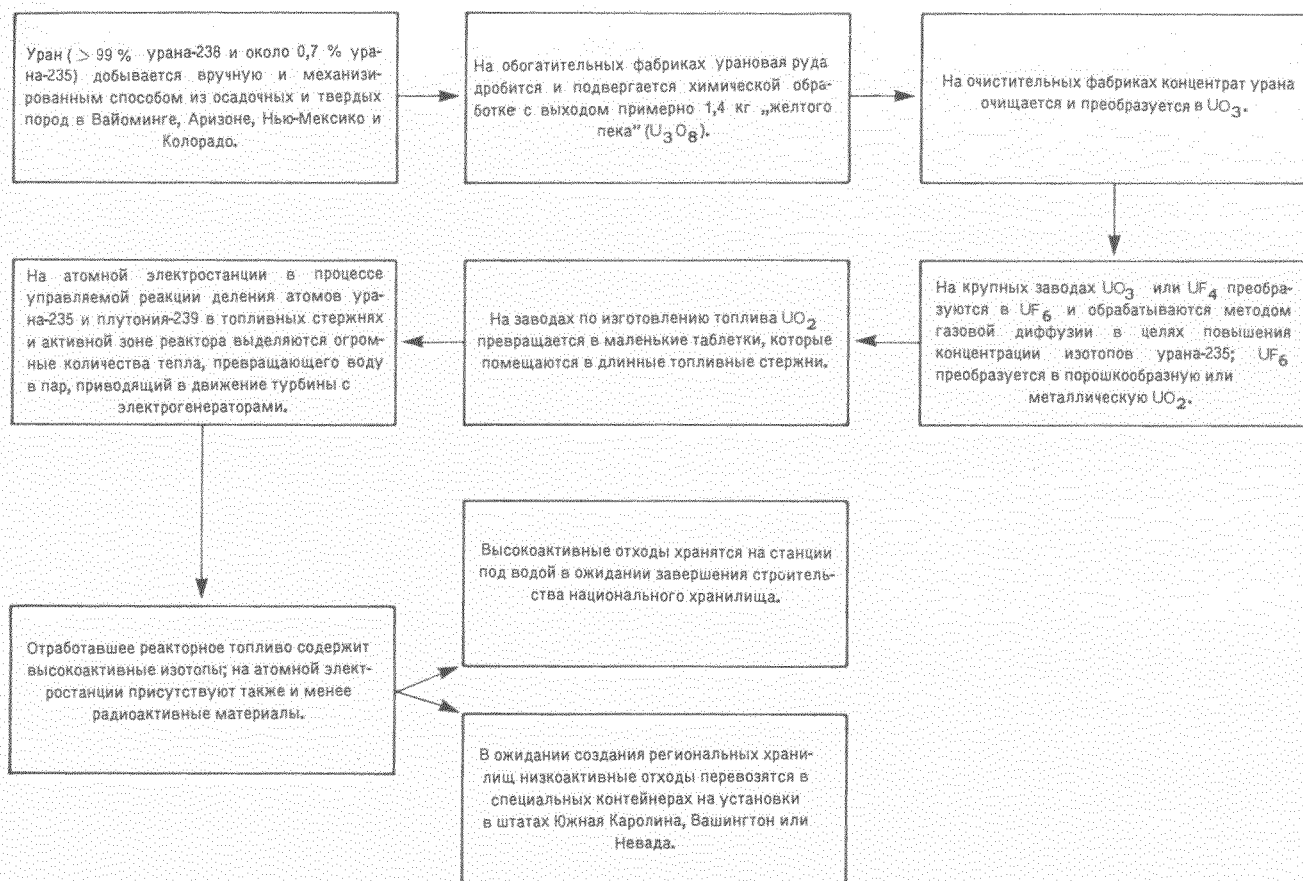 Уран ( > 99 % урана-238 и около 0,7 % ура-
на-235) добывается вручную и механизи-
рованным способом из осадочных и твердых
пород в Вайоминге, Аризоне, Нью-Мексико и
Колорадо.
На обогатительных фабриках урановая руда
дробится и подвергается химической обра-
ботке с выходом примерно 1,4 кг „желтого
пека” (U3O8).
На очистительных фабриках концентрат урана
очищается и преобразуется в UO3.
На крупных заводах UO3 или UF4 преобра-
зуются в UF6 и обрабатываются методом
газовой диффузии в целях повышения
концентрации изотопов урана-235; UF6
преобразуется в порошкообразную или
металлическую UO2.
На заводах по изготовлению топлива UO2
превращается в маленькие таблетки, которые
помещаются в длинные топливные стержни.
На атомной электростанции в процессе
управляемой реакции деления атомов ура-
на-235 и плутония-239 в топливных стержнях
и активной зоне реактора выделяются огром-
ные количества тепла, превращающего воду
в пар, приводящий в движение турбины с
электрогенераторами.
Отработавшее реакторное топливо содержит
высокоактивные изотопы; на атомной элект-
ростанции присутствуют также и менее
радиоактивные материалы.
Высокоактивные отходы хранятся на станции
под водой в ожидании завершения строитель-
ства национального хранилища.
В ожидании создания региональных храни-
лищ низкоактивные отходы перевозятся в
специальных контейнерах на установки
в штатах Южная Каролина, Вашингтон или
Невада.